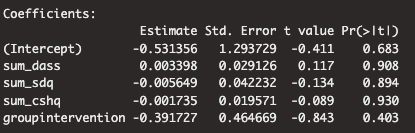 Coefficients:
Estimate Std. Error t value Pr(>|t|)
(Intercept) -0.531356 1.293729 -0.411 0.683
sum_dass 0.003398 0.029126 0.117 0.908
sum_sdq -0.005649 0.042232 -0.134 0.894
sum_cshq -0.001735 0.019571 -0.089 0.930
groupintervention -0.391727 0.464669 -0.843 0.403